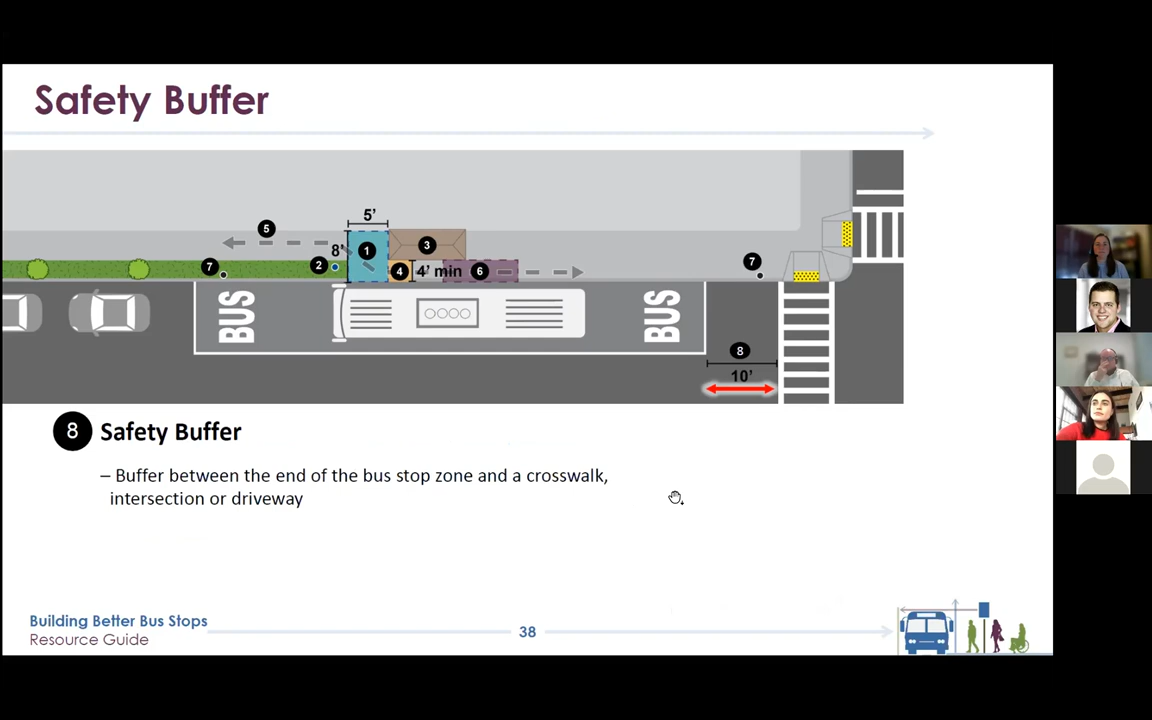 Safety Buffer
5'
5
8'
1
3
7
2
4
4' min
6
7
BUS
BUS
8
10'
8 Safety Buffer
– Buffer between the end of the bus stop zone and a crosswalk,
intersection or driveway
Building Better Bus Stops
Resource Guide
38